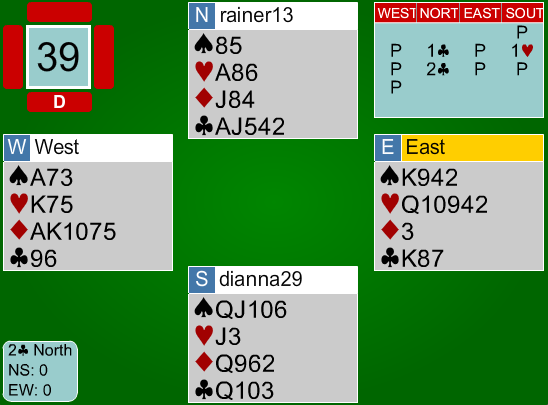 39
D
N rainer13
♠85
♥A86
♦J84
♣AJ542
WEST NORT EAST SOUT
P
P 1♣ P 1♥
P 2♣ P P
P
W West
♠A73
♥K75
♦AK1075
♣96
E East
♠K942
♥Q10942
♦3
♣K87
S dianna29
♠QJ106
♥J3
♦Q962
♣Q103
2♣ North
NS: 0
EW: 0